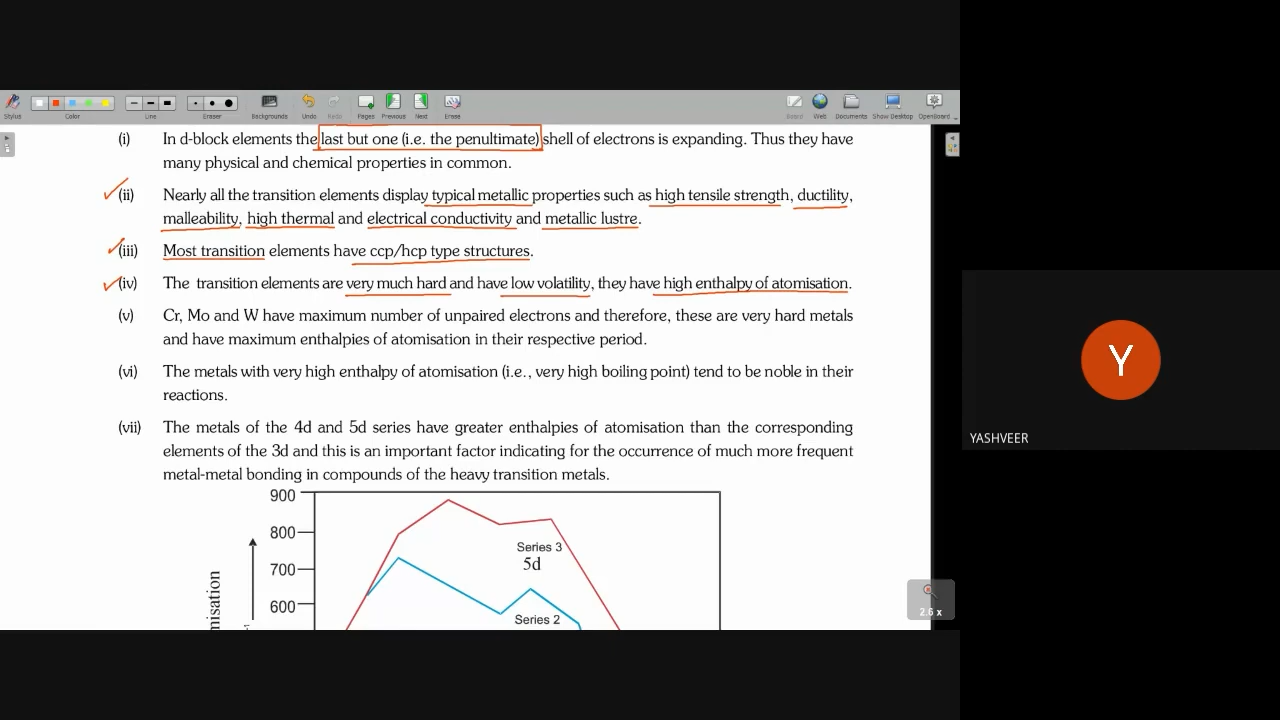 Stylus Color Line Eraser Backgrounds Undo Redo Pages Previous Next Erase Board Web Documents Show Desktop OpenBoard
(i) In d-block elements the last but one (i.e. the penultimate) shell of electrons is expanding. Thus they have
many physical and chemical properties in common.
(ii) Nearly all the transition elements display typical metallic properties such as high tensile strength, ductility,
malleability, high thermal and electrical conductivity and metallic lustre.
(iii) Most transition elements have ccp/hcp type structures.
(iv) The transition elements are very much hard and have low volatility, they have high enthalpy of atomisation.
(v) Cr, Mo and W have maximum number of unpaired electrons and therefore, these are very hard metals
and have maximum enthalpies of atomisation in their respective period.
(vi) The metals with very high enthalpy of atomisation (i.e., very high boiling point) tend to be noble in their
reactions.
(vii) The metals of the 4d and 5d series have greater enthalpies of atomisation than the corresponding
elements of the 3d and this is an important factor indicating for the occurrence of much more frequent
metal-metal bonding in compounds of the heavy transition metals.
900
800
Series 3
5d
700
misation
600
Series 2
2.6 x
Y
YASHVEER